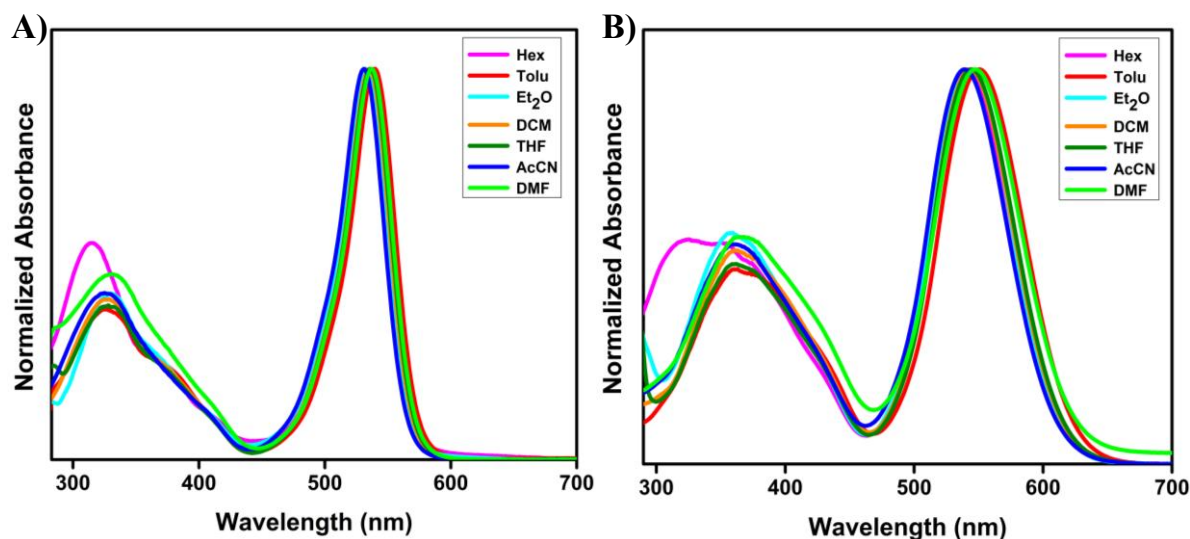 A)
Hex
Tolu
Et₂O
DCM
THF
AcCN
DMF
Normalized Absorbance
300 400 500 600 700
Wavelength (nm)
B)
Hex
Tolu
Et₂O
DCM
THF
AcCN
DMF
Normalized Absorbance
300 400 500 600 700
Wavelength (nm)